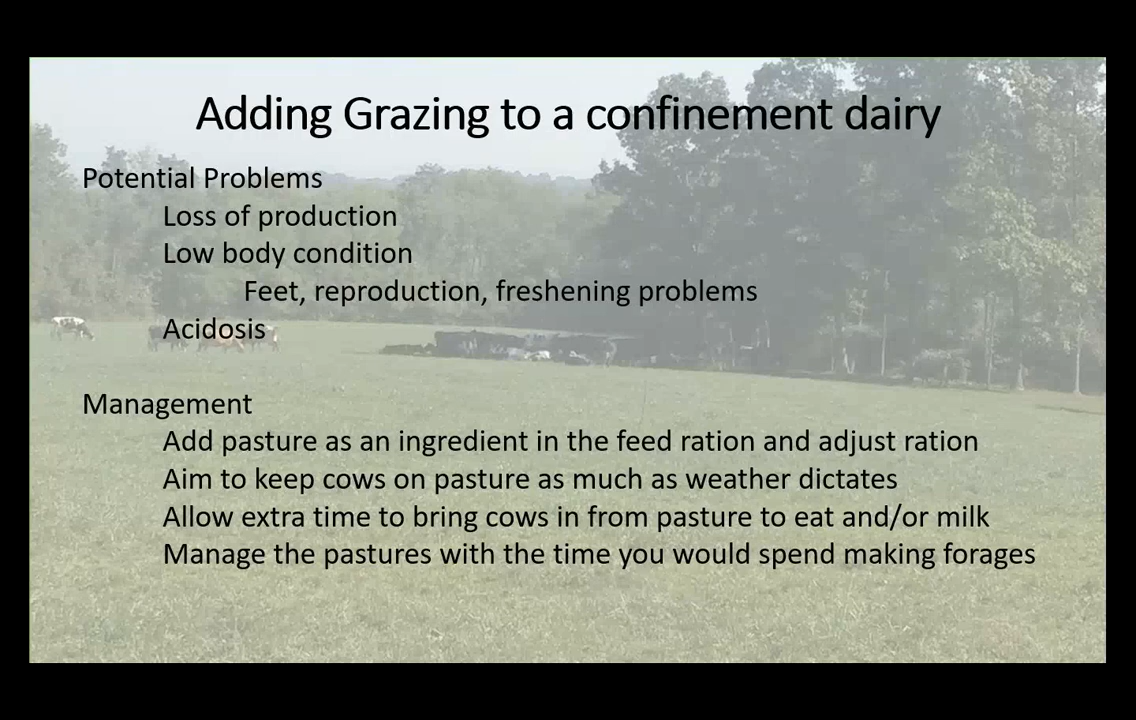 Adding Grazing to a confinement dairy
Potential Problems
Loss of production
Low body condition
Feet, reproduction, freshening problems
Acidosis
Management
Add pasture as an ingredient in the feed ration and adjust ration
Aim to keep cows on pasture as much as weather dictates
Allow extra time to bring cows in from pasture to eat and/or milk
Manage the pastures with the time you would spend making forages